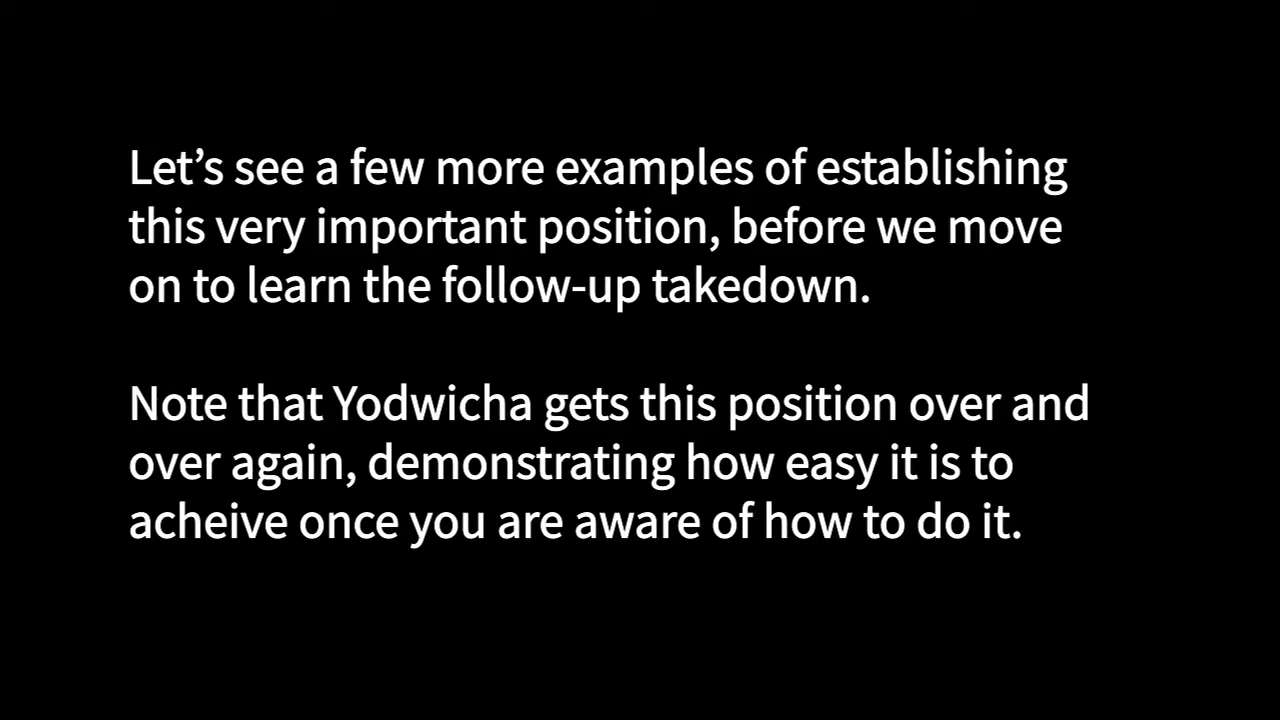 Let’s see a few more examples of establishing
this very important position, before we move
on to learn the follow-up takedown.
Note that Yodwicha gets this position over and
over again, demonstrating how easy it is to
acheive once you are aware of how to do it.